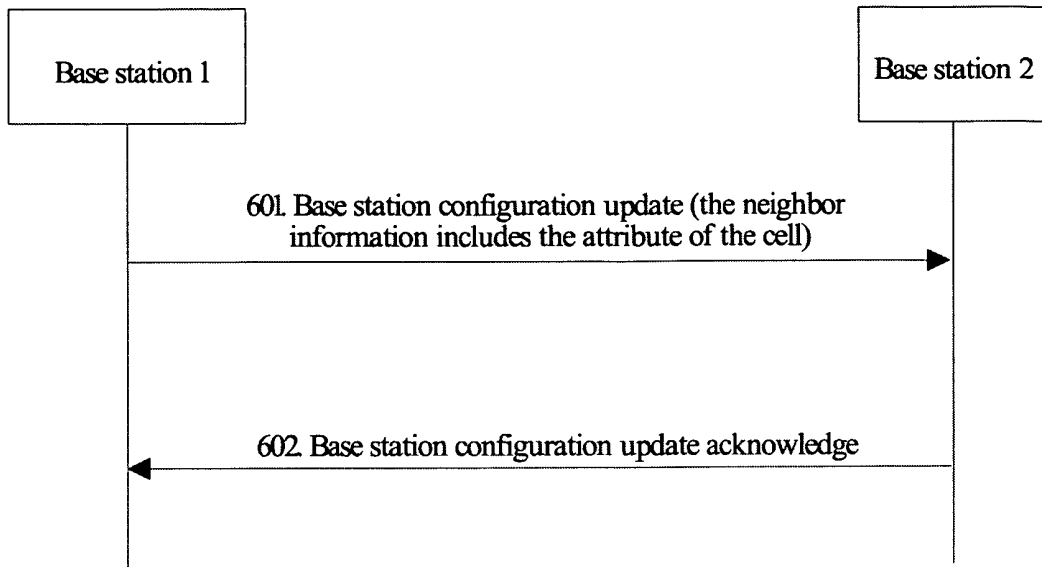 Base station 1
Base station 2
601. Base station configuration update (the neighbor
information includes the attribute of the cell)
602. Base station configuration update acknowledge